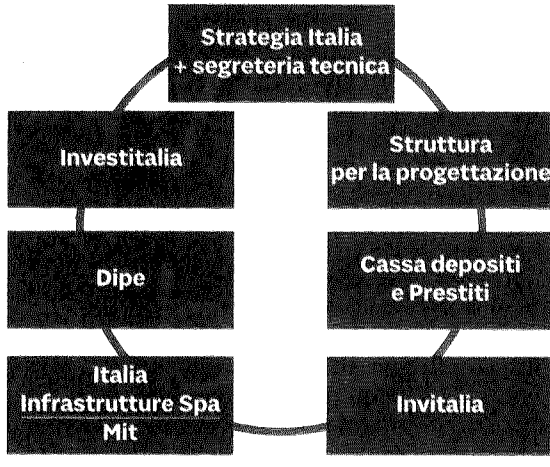 Strategia Italia
+ segreteria tecnica
Investitalia
Struttura
per la progettazione
Dipe
Cassa depositi
e Prestiti
Italia
Infrastrutture Spa
Mit
Invitalia